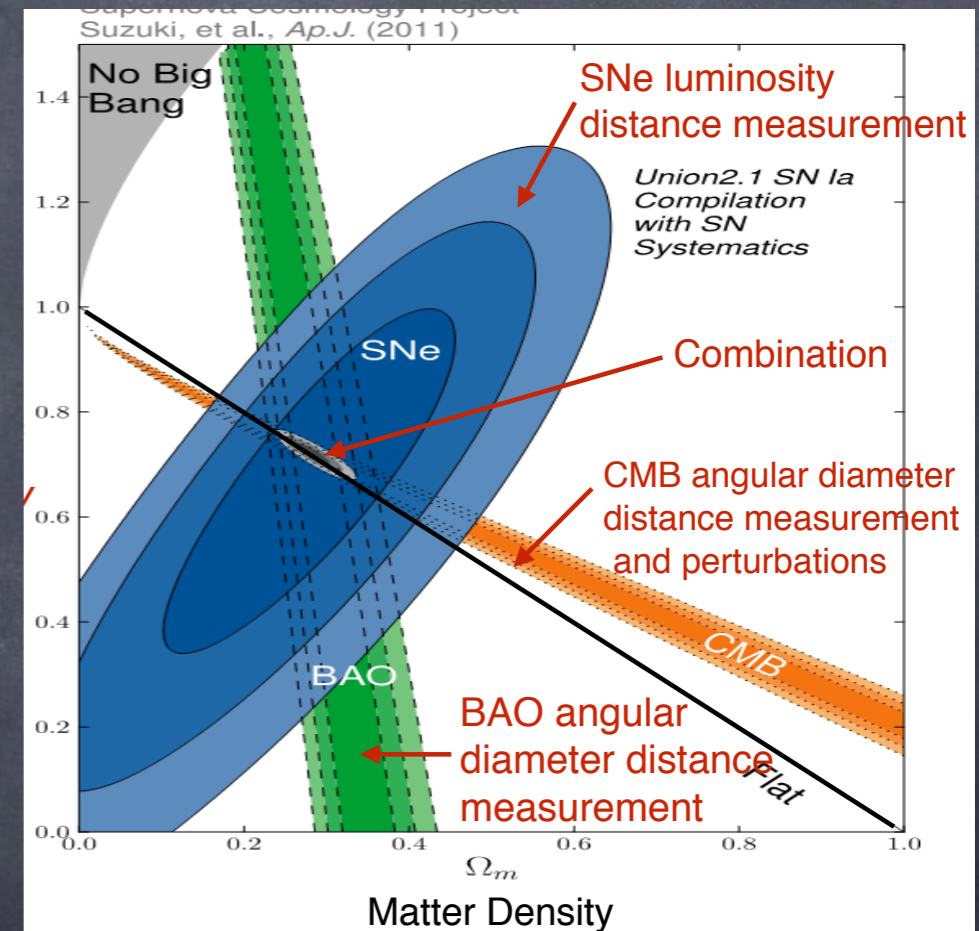 Supernova Cosmology Project
Suzuki, et al., Ap.J. (2011)
No Big
Bang
SNe luminosity
distance measurement
Union2.1 SN Ia
Compilation
with SN
Systematics
SNe
Combination
CMB angular diameter
distance measurement
and perturbations
CMB
BAO
BAO angular
diameter distance
measurement
Flat
1.4
1.2
1.0
0.8
0.6
0.4
0.2
0.0
0.0 0.2 0.4 0.6 0.8 1.0
Ωm
Matter Density